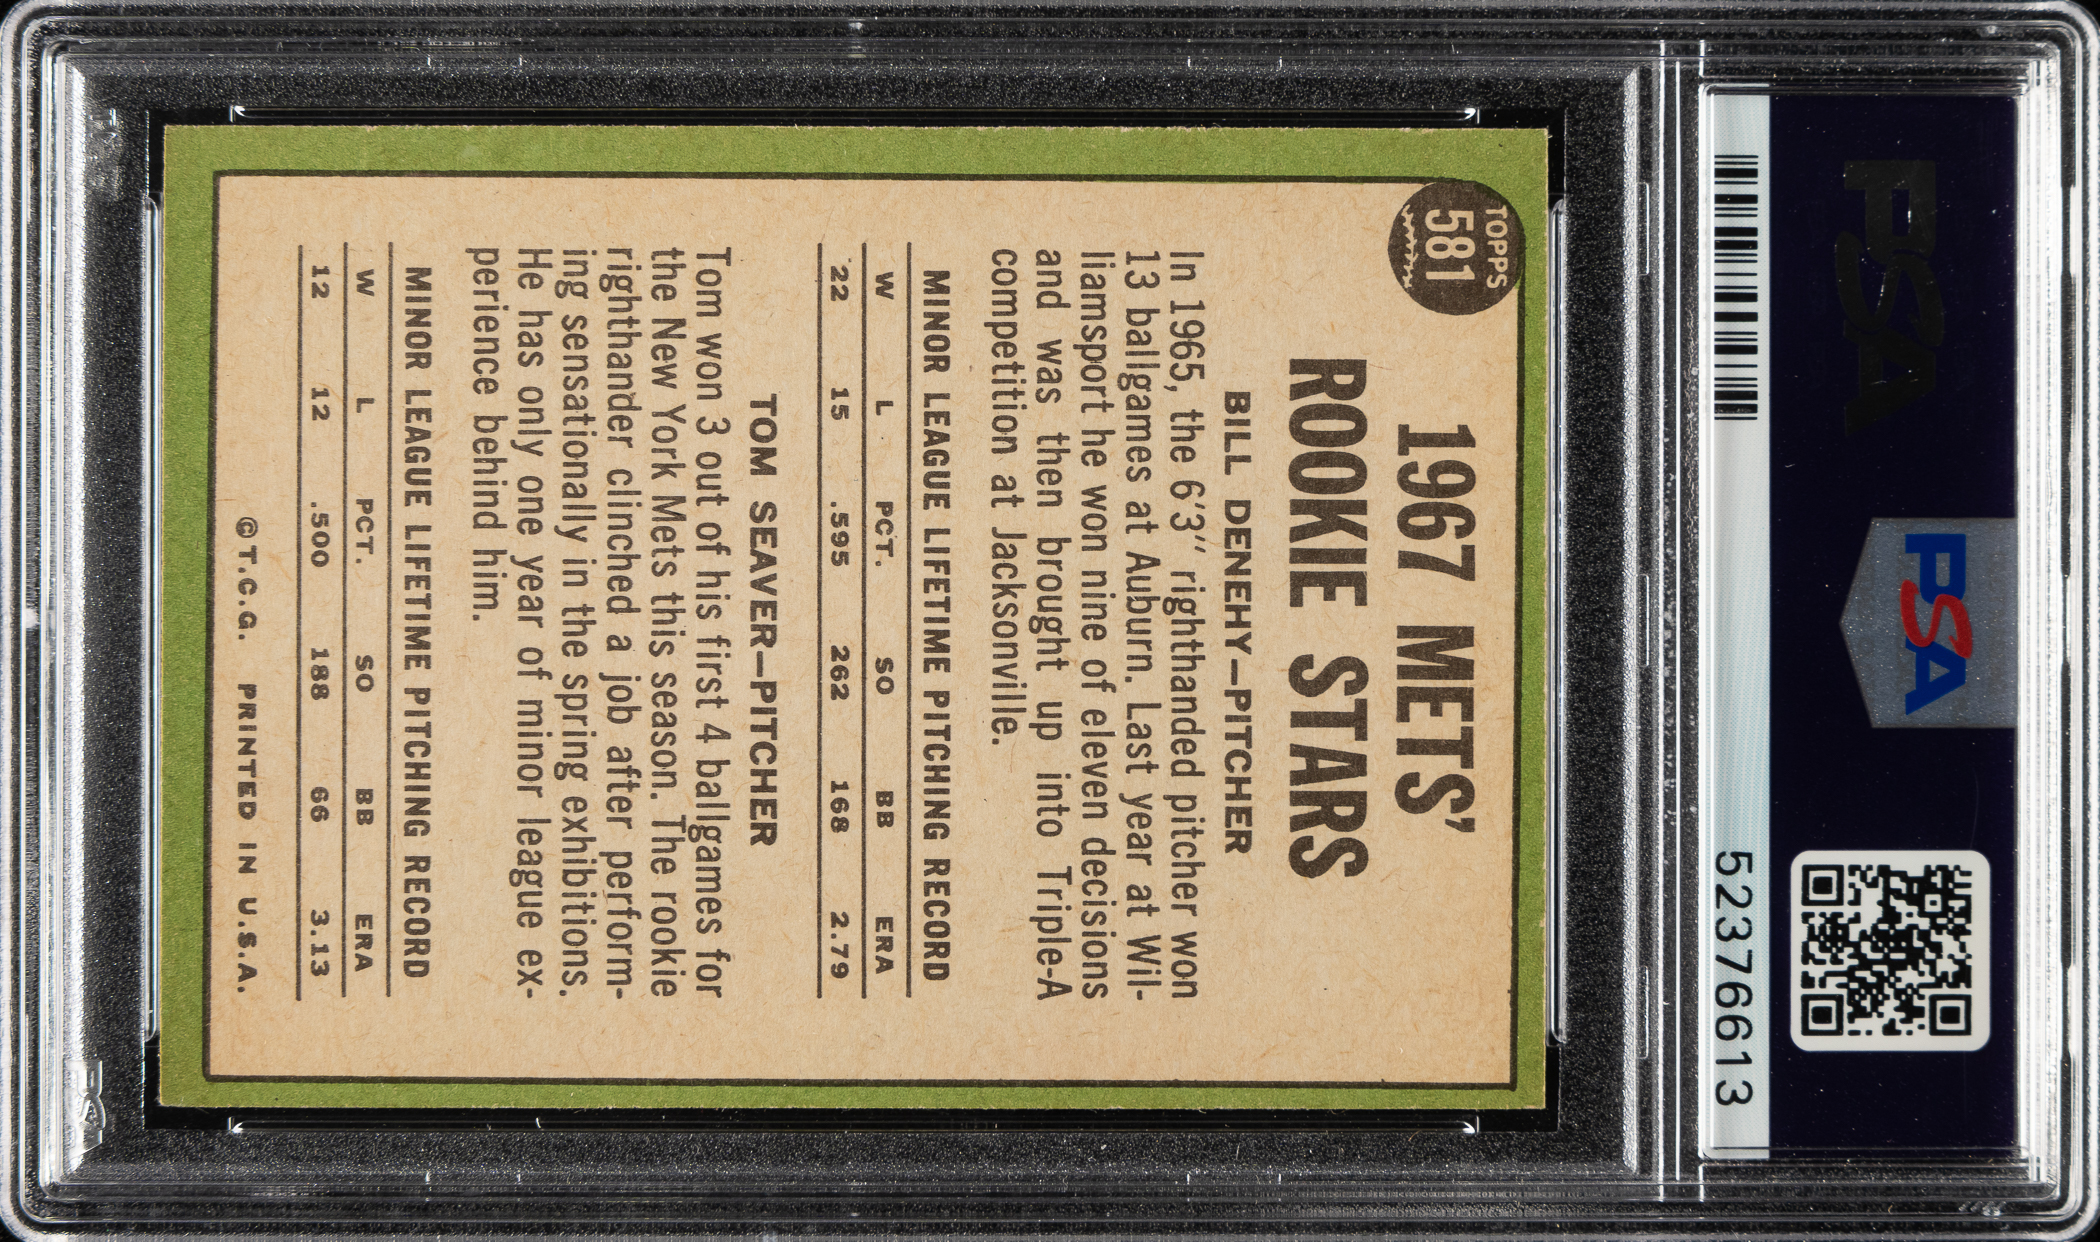 PSA
PSA
52376613
TOPPS
581
1967 METS'
ROOKIE STARS
BILL DENEHY—PITCHER
In 1965, the 6'3" righthanded pitcher won
13 ballgames at Auburn. Last year at Wil-
liamsport he won nine of eleven decisions
and was then brought up into Triple-A
competition at Jacksonville.
MINOR LEAGUE LIFETIME PITCHING RECORD
W L PCT. SO BB ERA
22 15 .595 262 168 2.79
TOM SEAVER—PITCHER
Tom won 3 out of his first 4 ballgames for
the New York Mets this season. The rookie
righthander clinched a job after perform-
ing sensationally in the spring exhibitions.
He has only one year of minor league ex-
perience behind him.
MINOR LEAGUE LIFETIME PITCHING RECORD
W L PCT. SO BB ERA
12 12 .500 188 66 3.13
©T.C.G. PRINTED IN U.S.A.
PSA